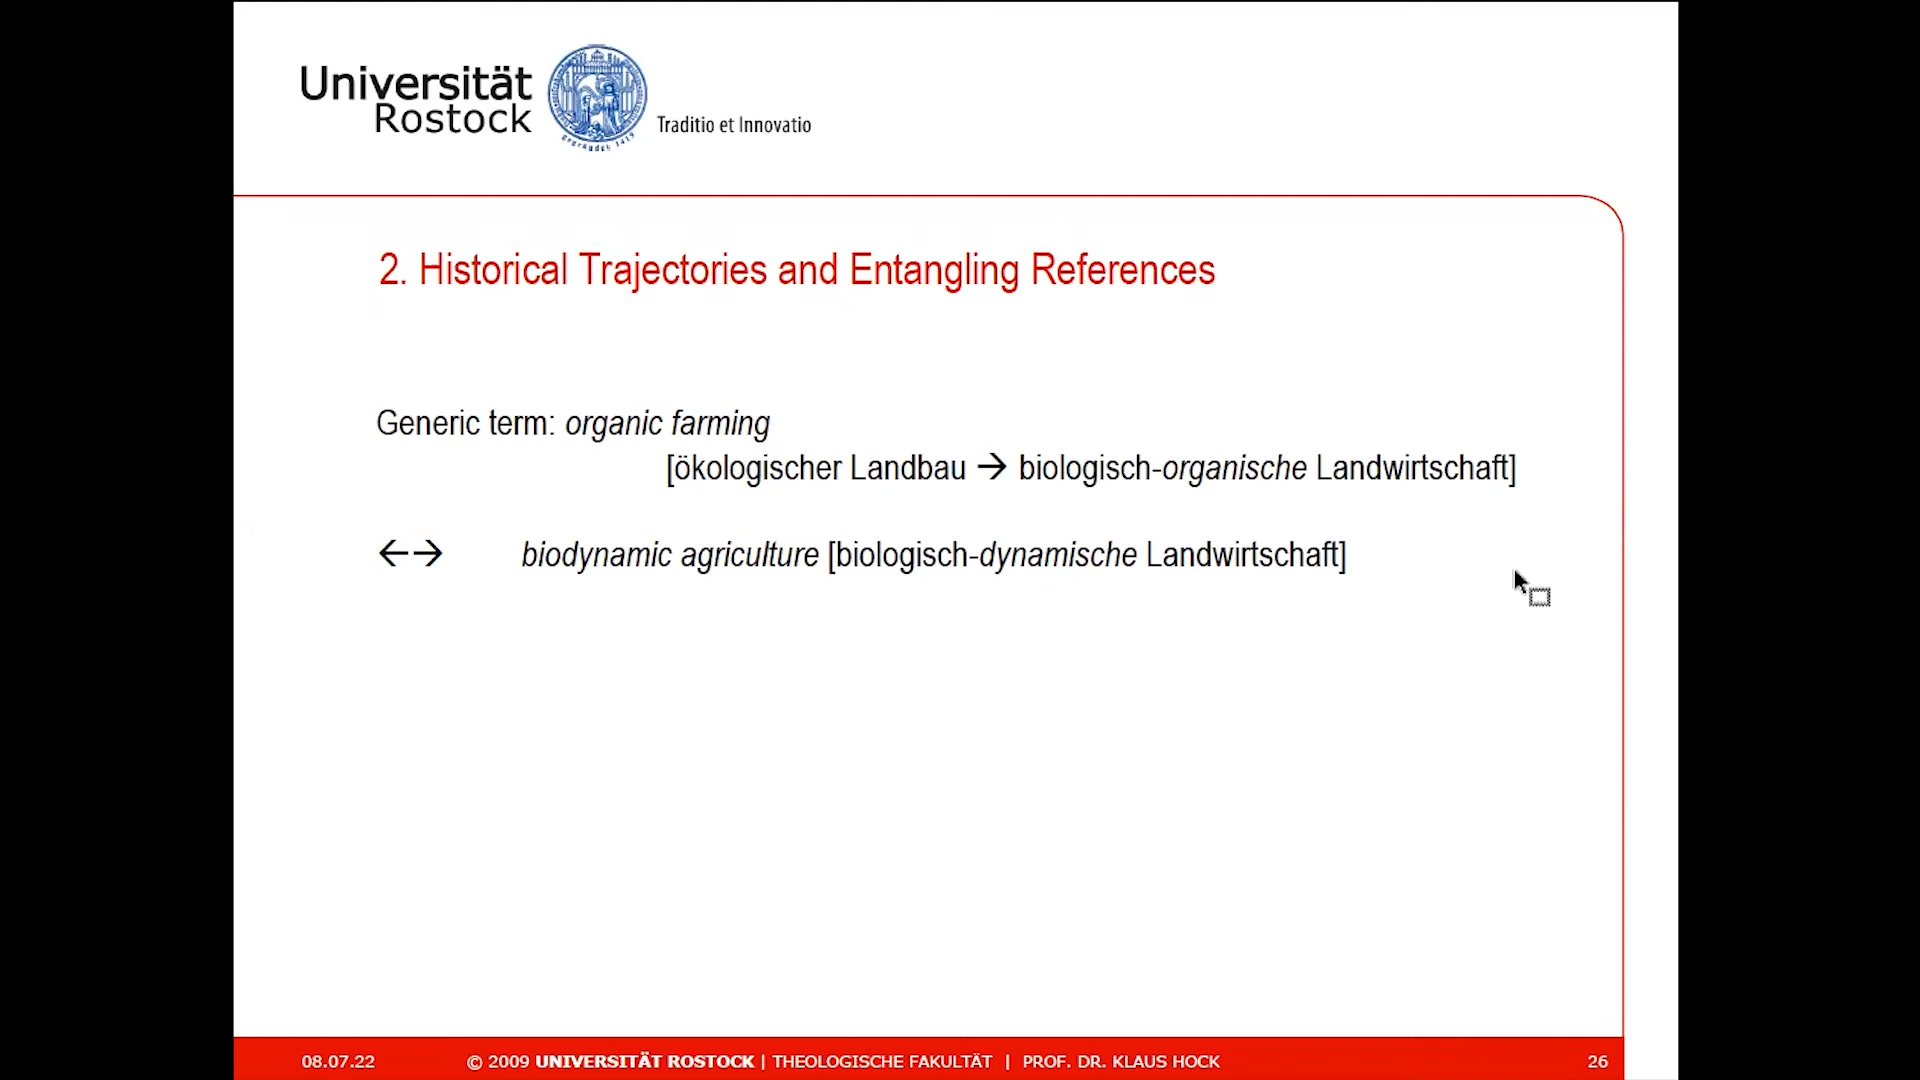 Universität
Rostock
Traditio et Innovatio
gegründet 1419
2. Historical Trajectories and Entangling References
Generic term: organic farming
[ökologischer Landbau → biologisch-organische Landwirtschaft]
←→ biodynamic agriculture [biologisch-dynamische Landwirtschaft]
08.07.22 © 2009 UNIVERSITÄT ROSTOCK | THEOLOGISCHE FAKULTÄT | PROF. DR. KLAUS HOCK 26